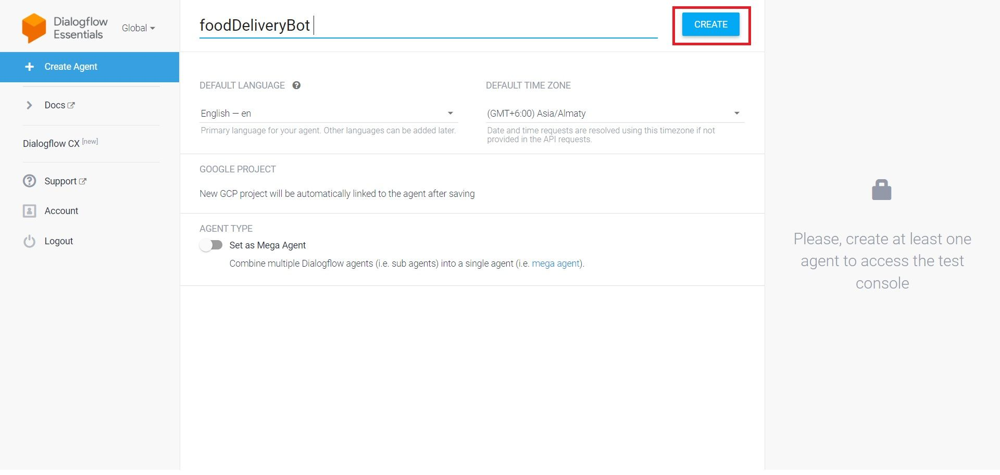 Dialogflow
Essentials
Global
Create Agent
Docs
Dialogflow CX [new]
Support
Account
Logout
foodDeliveryBot
CREATE
DEFAULT LANGUAGE
English — en
Primary language for your agent. Other languages can be added later.
DEFAULT TIME ZONE
(GMT+6:00) Asia/Almaty
Date and time requests are resolved using this timezone if not
provided in the API requests.
GOOGLE PROJECT
New GCP project will be automatically linked to the agent after saving
AGENT TYPE
Set as Mega Agent
Combine multiple Dialogflow agents (i.e. sub agents) into a single agent (i.e. mega agent).
Please, create at least one
agent to access the test
console